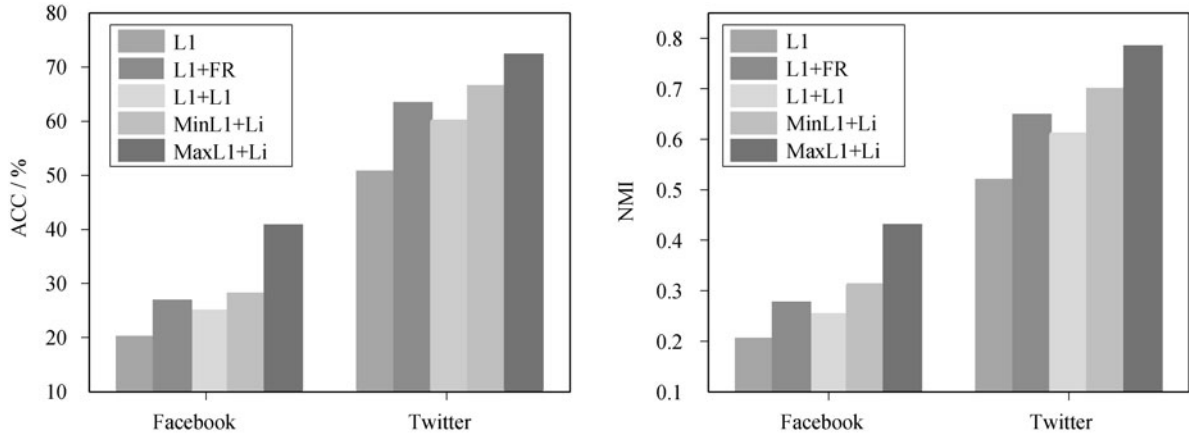 80
70
60
50
40
30
20
10
ACC / %
L1
L1+FR
L1+L1
MinL1+Li
MaxL1+Li
Facebook
Twitter
0.8
0.7
0.6
0.5
0.4
0.3
0.2
0.1
NMI
L1
L1+FR
L1+L1
MinL1+Li
MaxL1+Li
Facebook
Twitter